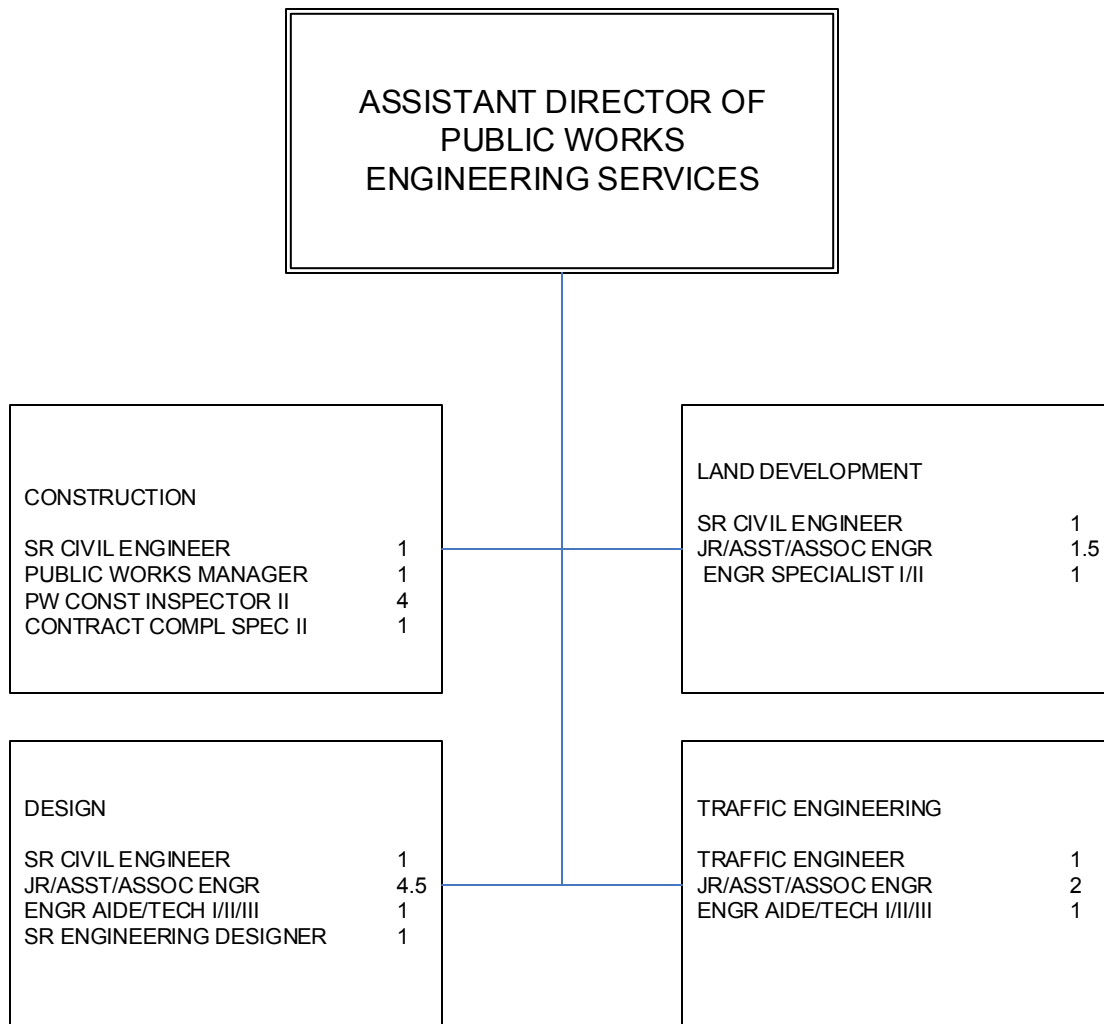 ASSISTANT DIRECTOR OF
PUBLIC WORKS
ENGINEERING SERVICES
CONSTRUCTION
SR CIVIL ENGINEER 1
PUBLIC WORKS MANAGER 1
PW CONST INSPECTOR II 4
CONTRACT COMPL SPEC II 1
LAND DEVELOPMENT
SR CIVIL ENGINEER 1
JR/ASST/ASSOC ENGR 1.5
ENGR SPECIALIST I/II 1
DESIGN
SR CIVIL ENGINEER 1
JR/ASST/ASSOC ENGR 4.5
ENGR AIDE/TECH I/II/III 1
SR ENGINEERING DESIGNER 1
TRAFFIC ENGINEERING
TRAFFIC ENGINEER 1
JR/ASST/ASSOC ENGR 2
ENGR AIDE/TECH I/II/III 1